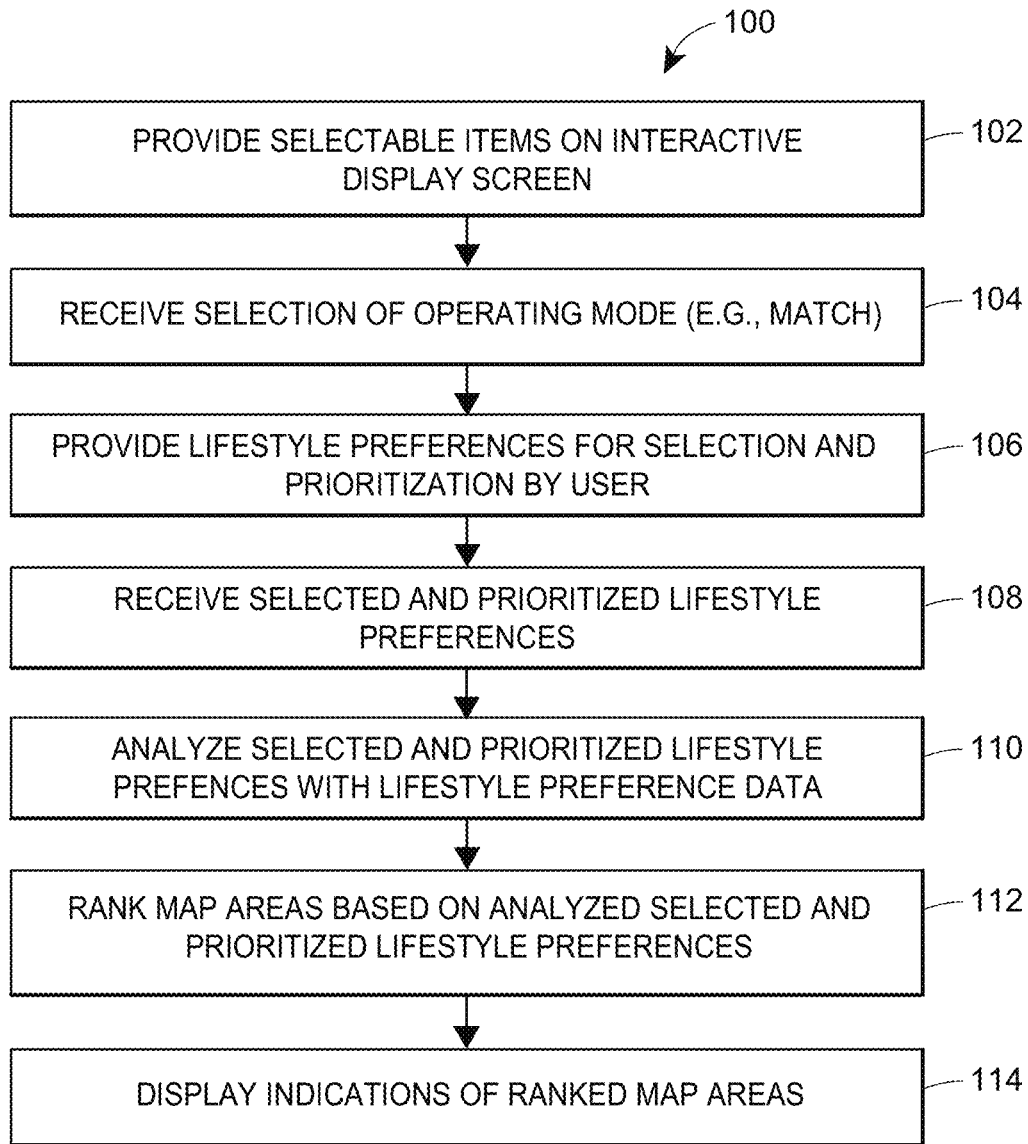 100
PROVIDE SELECTABLE ITEMS ON INTERACTIVE
DISPLAY SCREEN
102
RECEIVE SELECTION OF OPERATING MODE (E.G., MATCH)
104
PROVIDE LIFESTYLE PREFERENCES FOR SELECTION AND
PRIORITIZATION BY USER
106
RECEIVE SELECTED AND PRIORITIZED LIFESTYLE
PREFERENCES
108
ANALYZE SELECTED AND PRIORITIZED LIFESTYLE
PREFENCES WITH LIFESTYLE PREFERENCE DATA
110
RANK MAP AREAS BASED ON ANALYZED SELECTED AND
PRIORITIZED LIFESTYLE PREFERENCES
112
DISPLAY INDICATIONS OF RANKED MAP AREAS
114